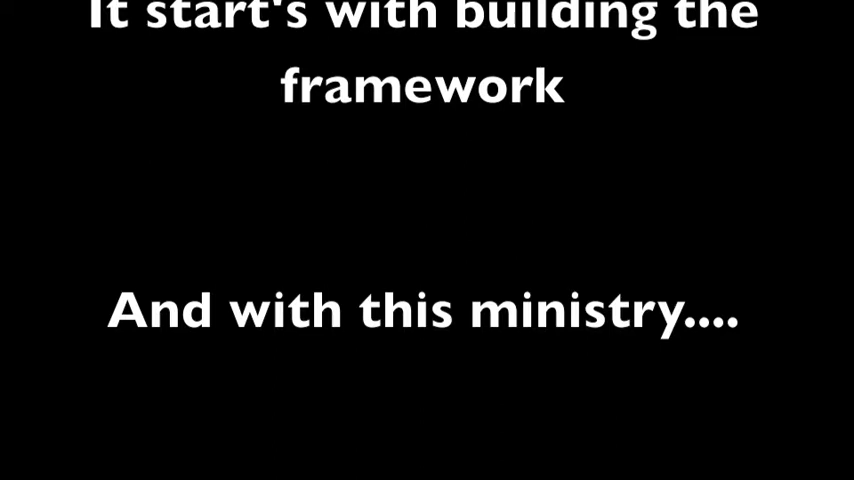 It start's with building the
framework
And with this ministry....